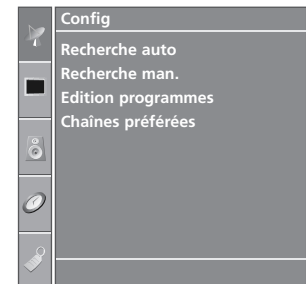 Config
Recherche auto
Recherche man.
Edition programmes
Chaînes préférées